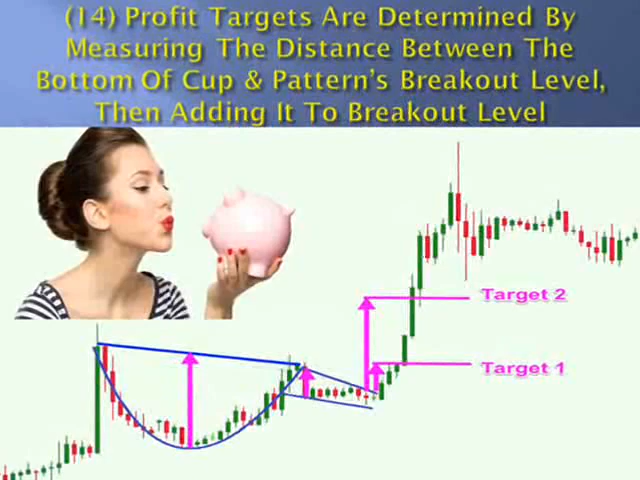 (14) Profit Targets Are Determined By
Measuring The Distance Between The
Bottom Of Cup & Pattern's Breakout Level,
Then Adding It To Breakout Level
Target 2
Target 1